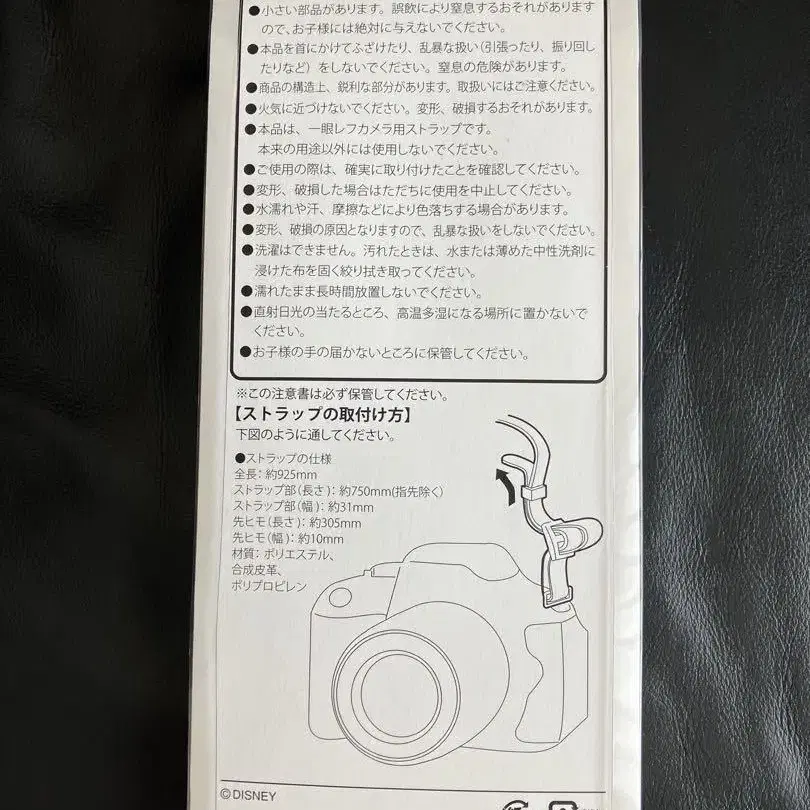 ●小さい部品があります。誤飲により窒息するおそれがあります
ので、お子様には絶対に与えないでください。
●本品を首にかけてふざけたり、乱暴な扱い(引張ったり、振り回し
たりなど)をしないでください。窒息の危険があります。
●商品の構造上、鋭利な部分があります。取扱いにはご注意ください。
●火気に近づけないでください。変形、破損するおそれがあります。
●本品は、一眼レフカメラ用ストラップです。
本来の用途以外には使用しないでください。
●ご使用の際は、確実に取り付けたことを確認してください。
●変形、破損した場合はただちに使用を中止してください。
●水濡れや汗、摩擦などにより色落ちする場合があります。
●変形、破損の原因となりますので、乱暴な扱いをしないでください。
●洗濯はできません。汚れたときは、水または薄めた中性洗剤に
浸けた布を固く絞り拭き取ってください。
●濡れたまま長時間放置しないでください。
●直射日光の当たるところ、高温多湿になる場所に置かないで
ください。
●お子様の手の届かないところに保管してください。
※この注意書は必ず保管してください。
【ストラップの取付け方】
下図のように通してください。
●ストラップの仕様
全長：約925mm
ストラップ部(長さ)：約750mm(指先除く)
ストラップ部(幅)：約31mm
先ヒモ(長さ)：約305mm
先ヒモ(幅)：約10mm
材質：ポリエステル、
合成皮革、
ポリプロピレン
©DISNEY